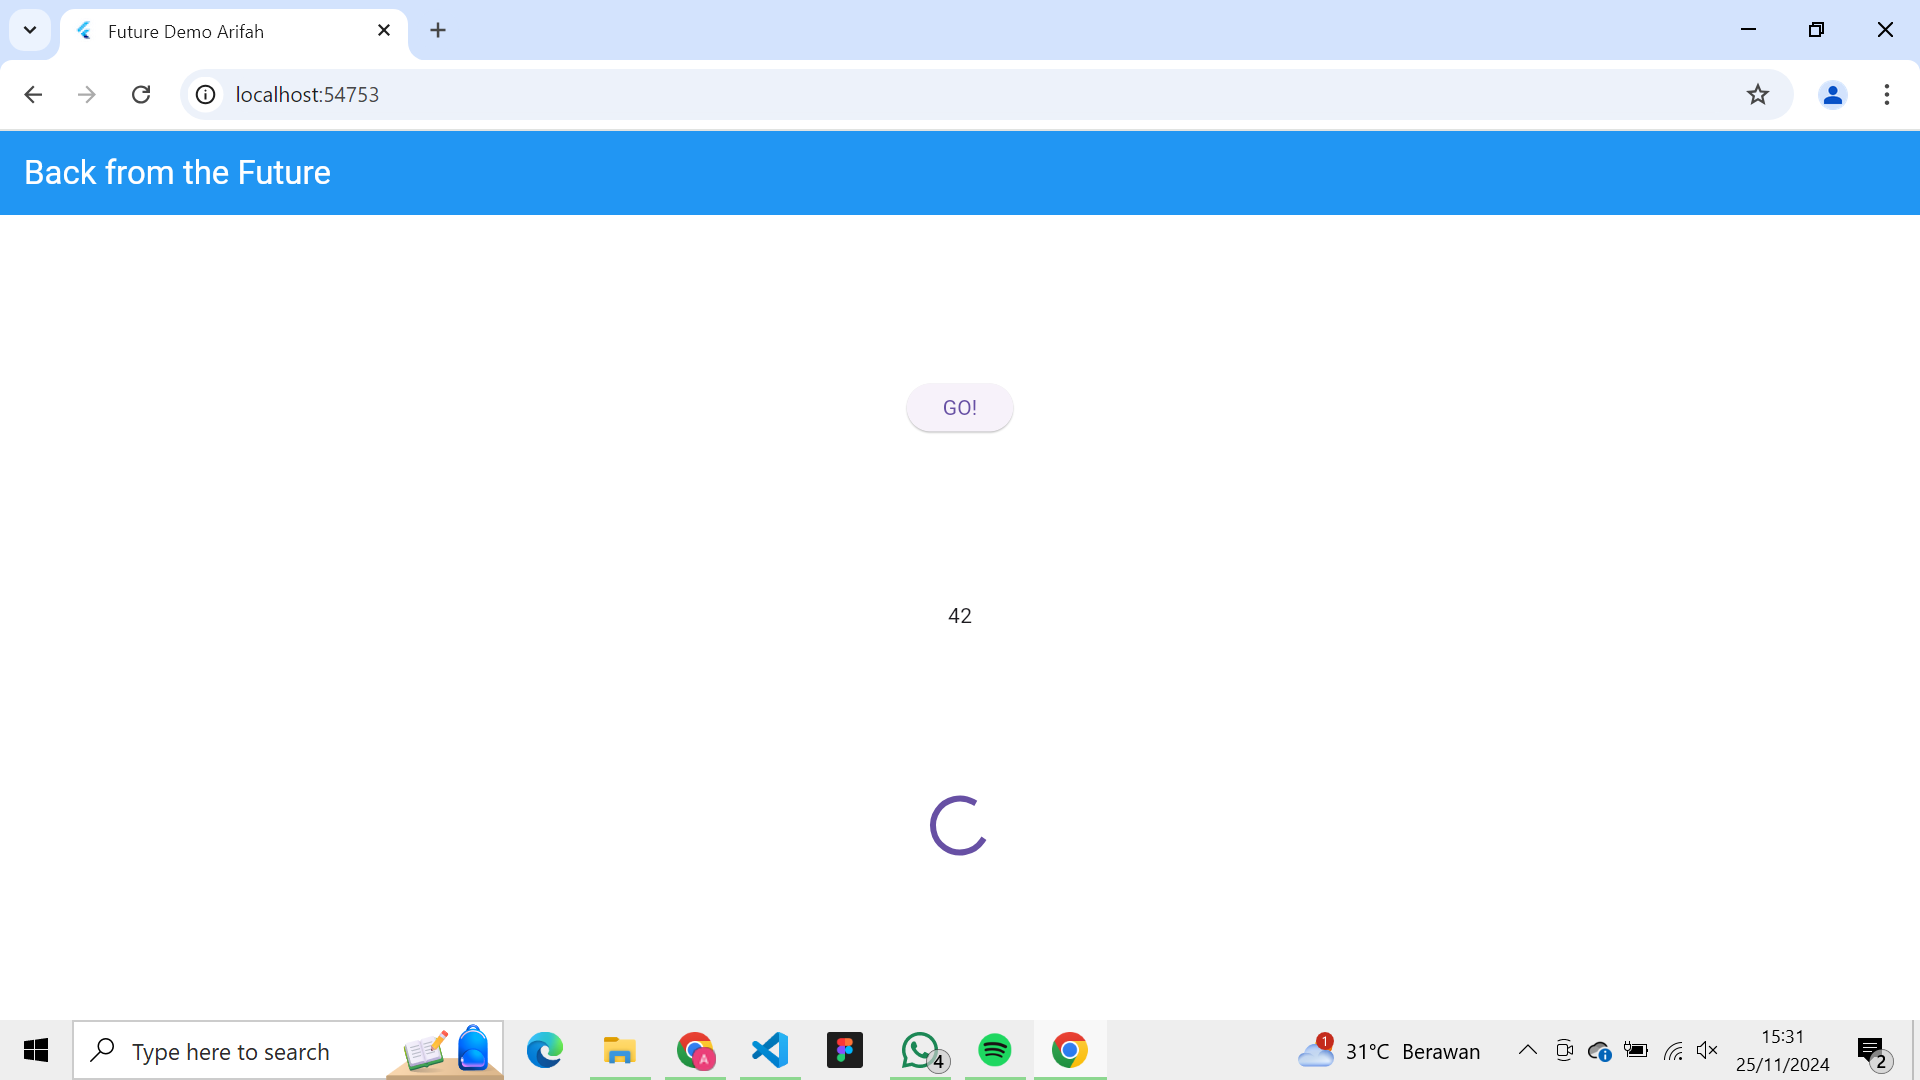 Future Demo Arifah
localhost:54753
Back from the Future
GO!
42
Type here to search
A
4
1
31°C Berawan
15:31
25/11/2024
2